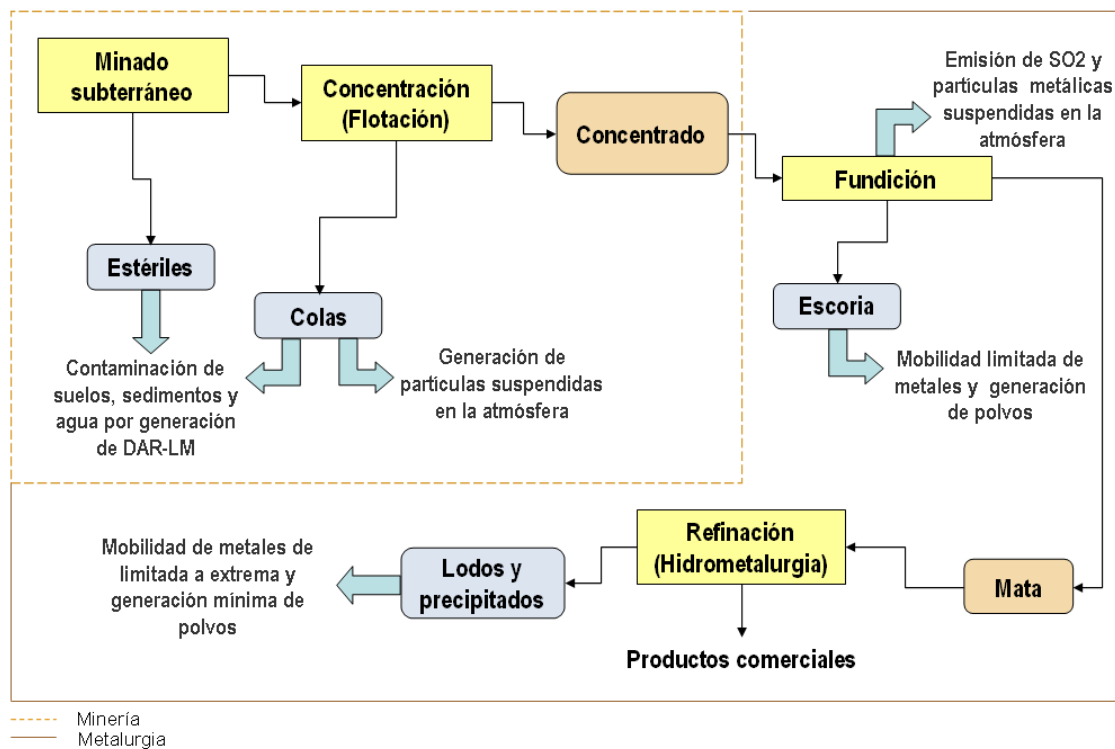 Minado
subterráneo
Concentración
(Flotación)
Concentrado
Emisión de SO2 y
partículas metálicas
suspendidas en la
atmósfera
Fundición
Estériles
Colas
Escoria
Contaminación de
suelos, sedimentos y
agua por generación
de DAR-LM
Generación de
partículas suspendidas
en la atmósfera
Mobilidad limitada de
metales y generación
de polvos
Mobilidad de metales de
limitada a extrema y
generación mínima de
polvos
Lodos y
precipitados
Refinación
(Hidrometalurgia)
Mata
Productos comerciales
Minería
Metalurgia